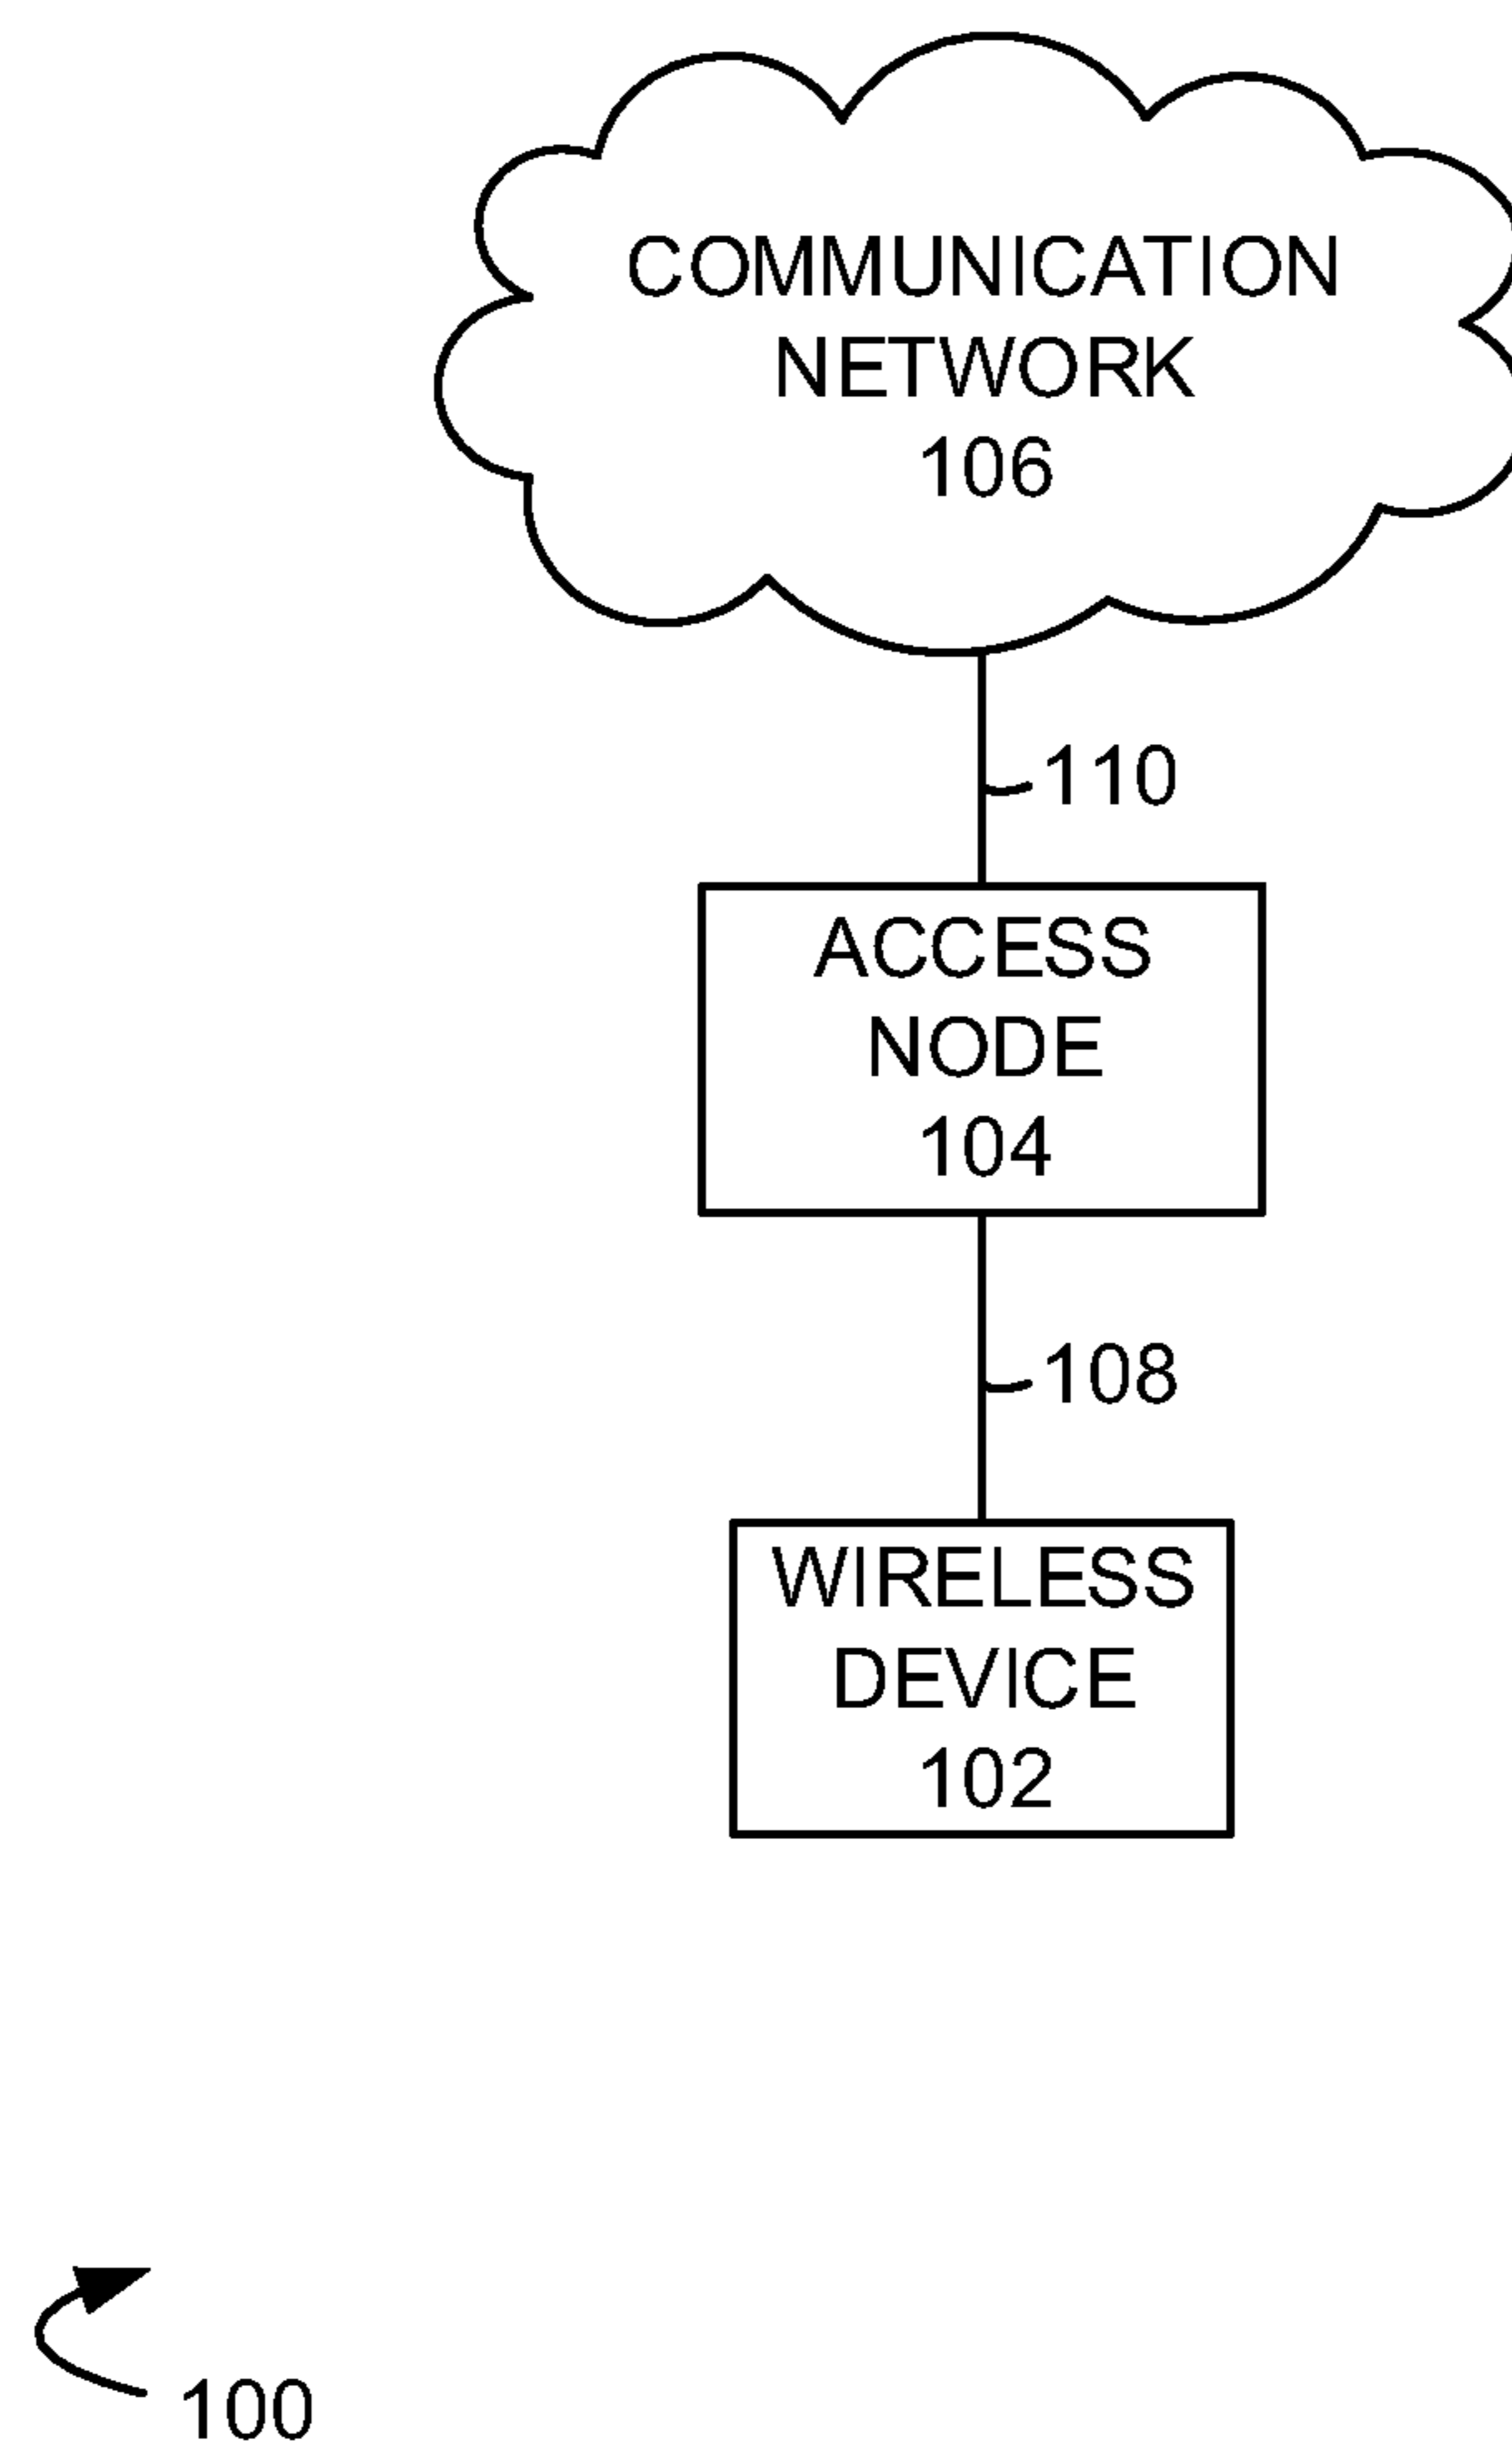 COMMUNICATION
NETWORK
106
110
ACCESS
NODE
104
108
WIRELESS
DEVICE
102
100